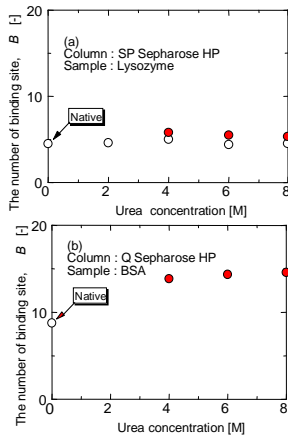 20
(a)
Column : SP Sepharose HP
Sample : Lysozyme
10
Native
0
0 2 4 6 8
The number of binding site, B [-]
Urea concentration [M]
20
(b)
Column : Q Sepharose HP
Sample : BSA
10
Native
0
0 2 4 6 8
The number of binding site, B [-]
Urea concentration [M]